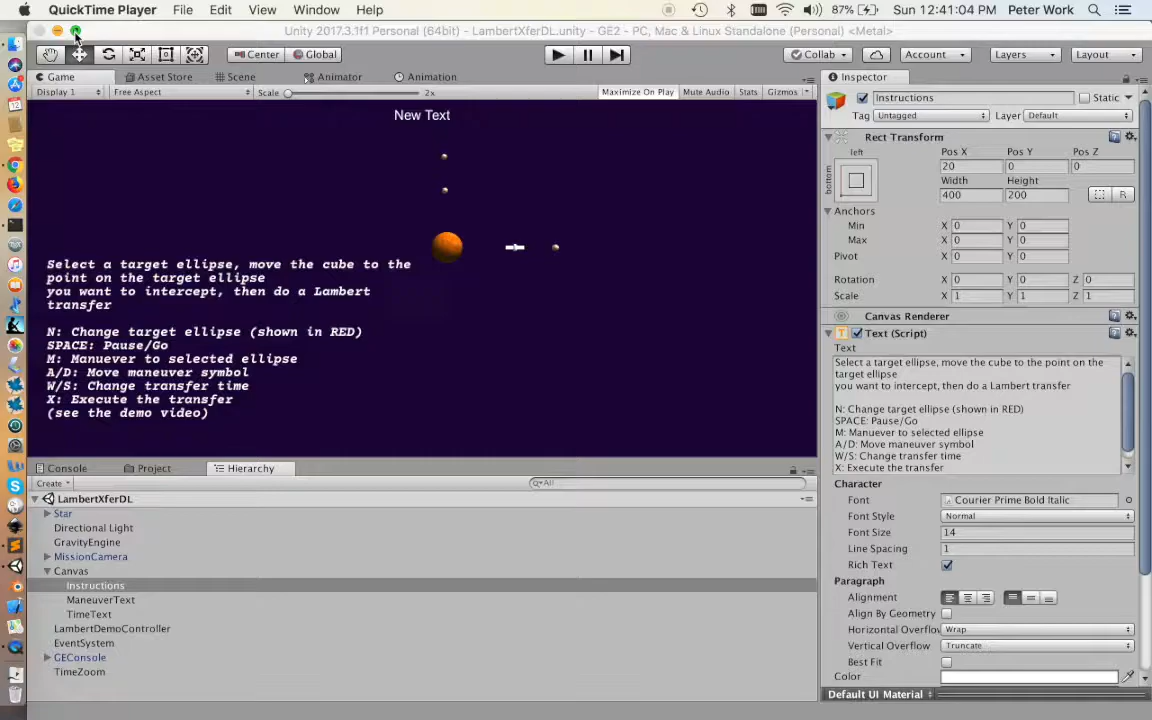 QuickTime Player File Edit View Window Help 87% Sun 12:41:04 PM Peter Work
Unity 2017.3.1f1 Personal (64bit) - LambertXferDL.unity - GE2 - PC, Mac & Linux Standalone (Personal) <Metal>
Center Global Collab Account Layers Layout
Game Asset Store Scene Animator Animation
Display 1 Free Aspect Scale 2x Maximize On Play Mute Audio Stats Gizmos
New Text
Select a target ellipse, move the cube to the
point on the target ellipse
you want to intercept, then do a Lambert
transfer
N: Change target ellipse (shown in RED)
SPACE: Pause/Go
M: Manuever to selected ellipse
A/D: Move maneuver symbol
W/S: Change transfer time
X: Execute the transfer
(see the demo video)
Console Project Hierarchy
Create All
LambertXferDL
Star
Directional Light
GravityEngine
MissionCamera
Canvas
Instructions
ManeuverText
TimeText
LambertDemoController
EventSystem
GEConsole
TimeZoom
Inspector
Instructions Static
Tag Untagged Layer Default
Rect Transform
left Pos X Pos Y Pos Z
20 0 0
bottom Width Height
400 200 R
Anchors
Min X 0 Y 0
Max X 0 Y 0
Pivot X 0 Y 0
Rotation X 0 Y 0 Z 0
Scale X 1 Y 1 Z 1
Canvas Renderer
Text (Script)
Text
Select a target ellipse, move the cube to the point on the
target ellipse
you want to intercept, then do a Lambert transfer
N: Change target ellipse (shown in RED)
SPACE: Pause/Go
M: Manuever to selected ellipse
A/D: Move maneuver symbol
W/S: Change transfer time
X: Execute the transfer
Character
Font Courier Prime Bold Italic
Font Style Normal
Font Size 14
Line Spacing 1
Rich Text
Paragraph
Alignment
Align By Geometry
Horizontal Overflow Wrap
Vertical Overflow Truncate
Best Fit
Color
Default UI Material